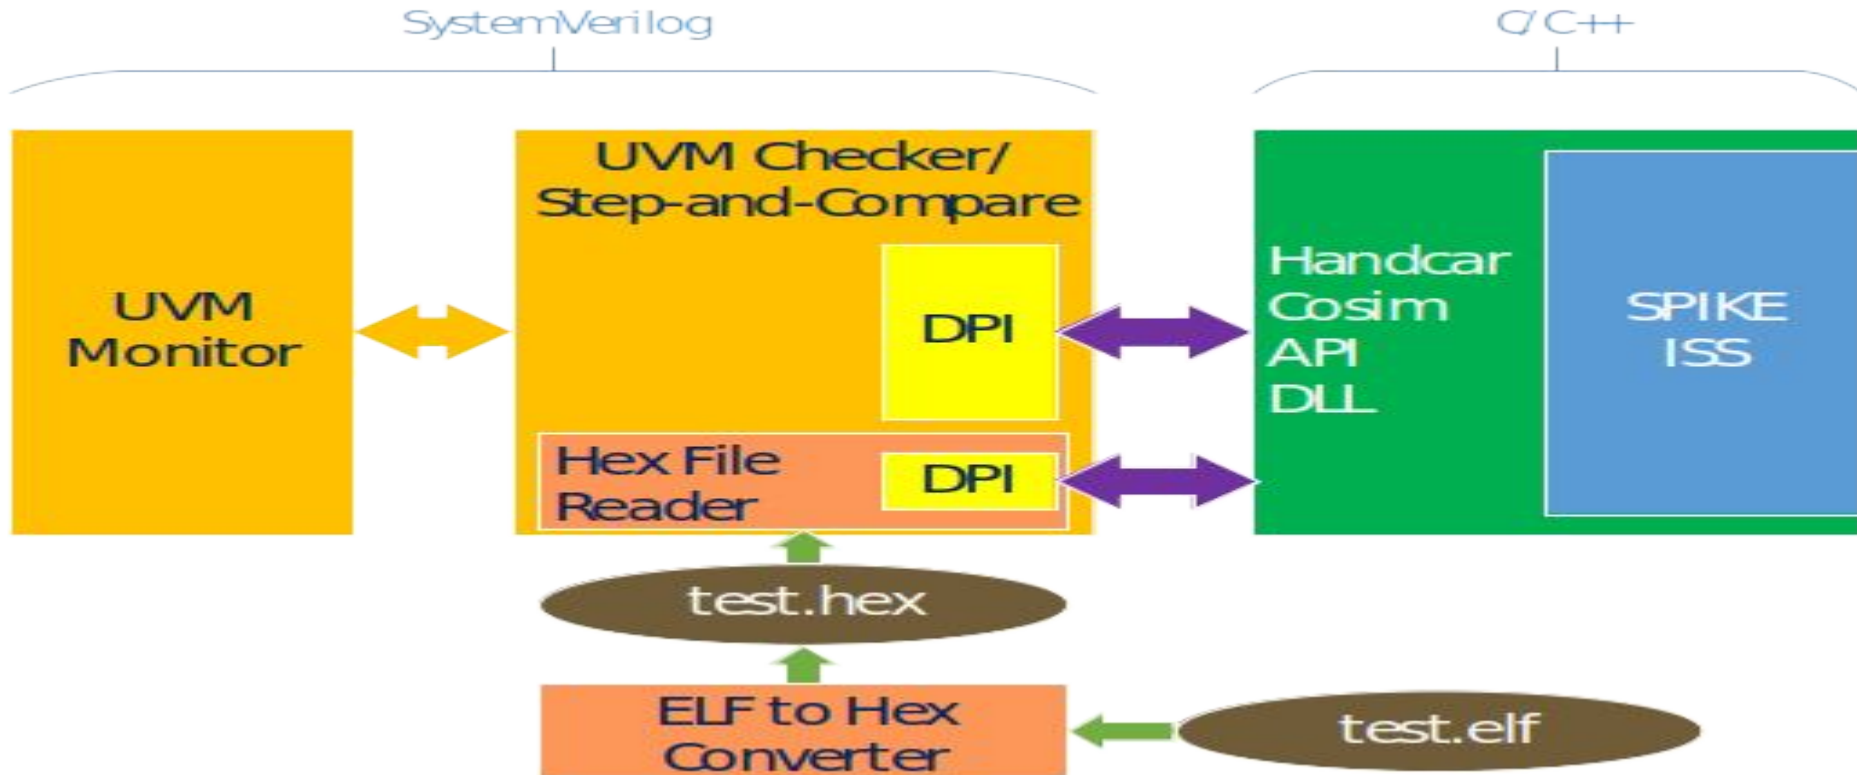 SystemVerilog
C/C++
UVM Checker/
Step-and-Compare
UVM
Monitor
DPI
Handcar
Cosim
API
DLL
SPIKE
ISS
Hex File
Reader
DPI
test.hex
ELF to Hex
Converter
test.elf